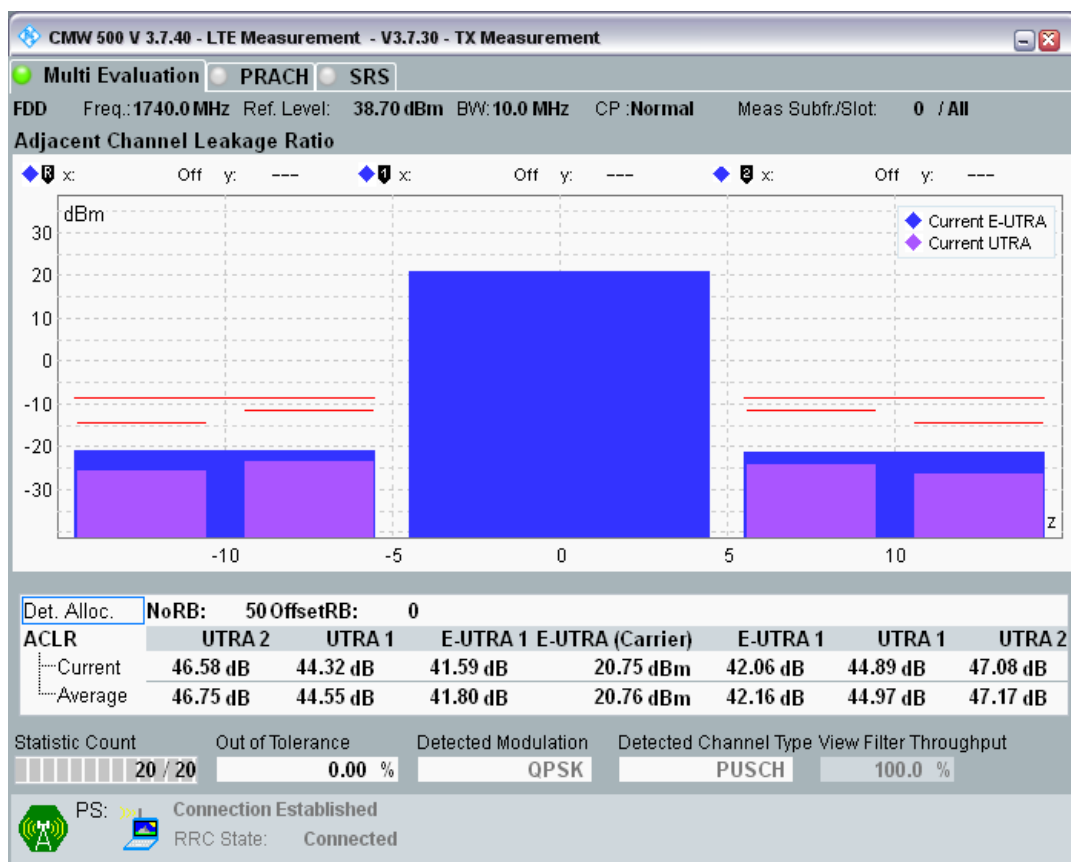 CMW 500 V 3.7.40 - LTE Measurement - V3.7.30 - TX Measurement
Multi Evaluation PRACH SRS
FDD Freq.: 1740.0 MHz Ref. Level: 38.70 dBm BW: 10.0 MHz CP :Normal Meas Subfr./Slot: 0 / All
Adjacent Channel Leakage Ratio
R x: Off y: --- 1 x: Off y: --- 2 x: Off y: ---
dBm
Current E-UTRA
Current UTRA
30
20
10
0
-10
-20
-30
z
-10 -5 0 5 10
Det. Alloc. NoRB: 50 OffsetRB: 0
ACLR UTRA 2 UTRA 1 E-UTRA 1 E-UTRA (Carrier) E-UTRA 1 UTRA 1 UTRA 2
Current 46.58 dB 44.32 dB 41.59 dB 20.75 dBm 42.06 dB 44.89 dB 47.08 dB
Average 46.75 dB 44.55 dB 41.80 dB 20.76 dBm 42.16 dB 44.97 dB 47.17 dB
Statistic Count Out of Tolerance Detected Modulation Detected Channel Type View Filter Throughput
20 / 20 0.00 % QPSK PUSCH 100.0 %
PS: Connection Established
RRC State: Connected